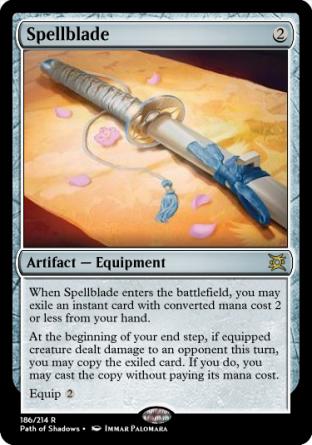 Spellblade 2
Artifact — Equipment
When Spellblade enters the battlefield, you may
exile an instant card with converted mana cost 2
or less from your hand.
At the beginning of your end step, if equipped
creature dealt damage to an opponent this turn,
you may copy the exiled card. If you do, you
may cast the copy without paying its mana cost.
Equip 2
186/214 R
Path of Shadows • Immar Palomara